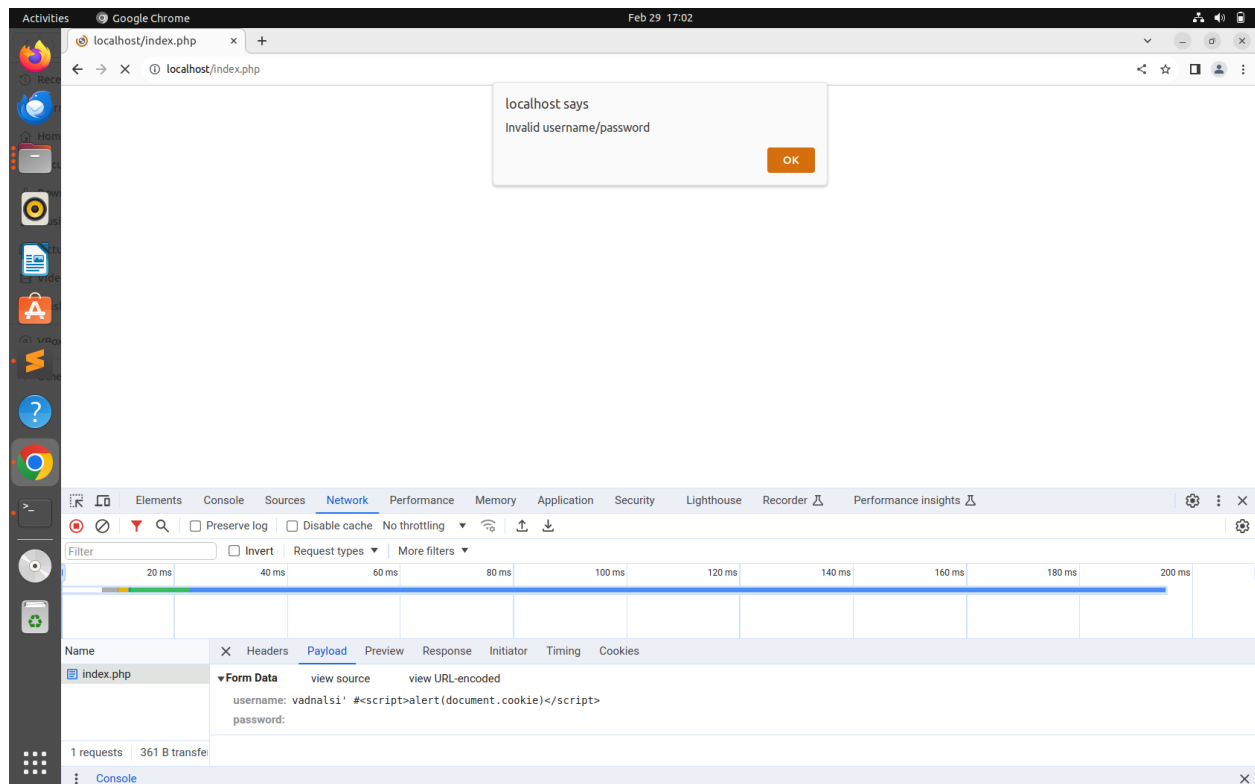 Activities Google Chrome Feb 29 17:02
localhost/index.php
localhost/index.php
localhost says
Invalid username/password
OK
Elements Console Sources Network Performance Memory Application Security Lighthouse Recorder Performance insights
Preserve log Disable cache No throttling
Filter Invert Request types More filters
20 ms 40 ms 60 ms 80 ms 100 ms 120 ms 140 ms 160 ms 180 ms 200 ms
Name Headers Payload Preview Response Initiator Timing Cookies
index.php Form Data view source view URL-encoded
username: vadnalsi' #<script>alert(document.cookie)</script>
password:
1 requests 361 B transfe
Console